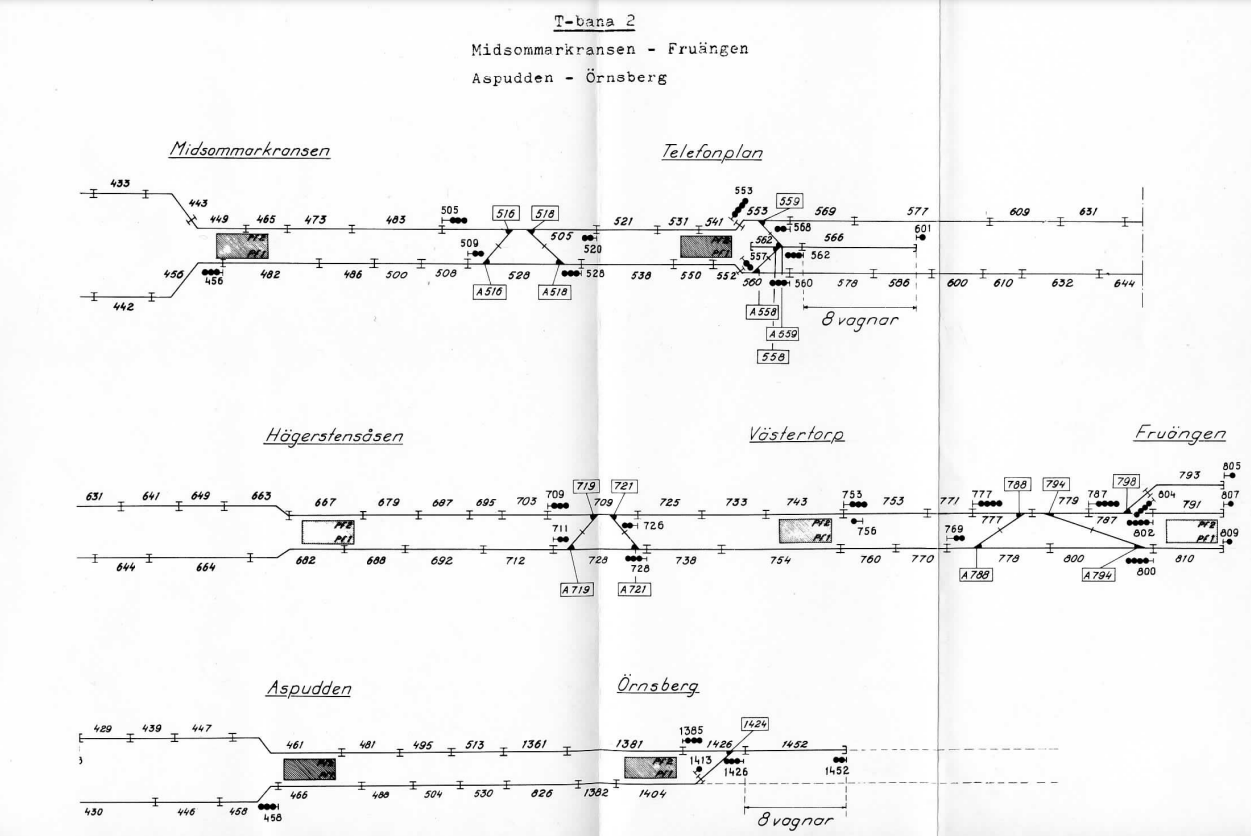 T-bana 2
Midsommarkransen - Fruängen
Aspudden - Örnsberg
Midsommarkransen
Telefonplan
433 443 449 465 473 483 505 516 518 505 520 521 531 541 553 553 559 568 569 577 601 609 631
Pf2
Pf1
Pf2
Pf1
562 566 557 562
442 456 456 482 486 500 508 509 528 528 538 550 552 560 560 578 586 600 610 632 644
A516 A518 A558
A559
558
8 vagnar
Hägerstensåsen
Västertorp
Fruängen
631 641 649 663 667 679 687 695 703 709 719 709 721 726 725 733 743 753 756 753 771 777 777 788 794 779 787 787 798 804 802 793 791 805 807 809
Pf2
Pf1
Pf2
Pf1
Pf2
Pf1
644 664 682 688 692 712 711 728 728 738 754 760 770 769 778 800 800 810
A719 A721 A788 A794
Aspudden
Örnsberg
429 439 447 461 481 495 513 1361 1381 1385 1426 1424 1452
Pf2
Pf1
430 446 458 458 466 488 504 530 826 1382 1404 1413 1426 1452
8 vagnar